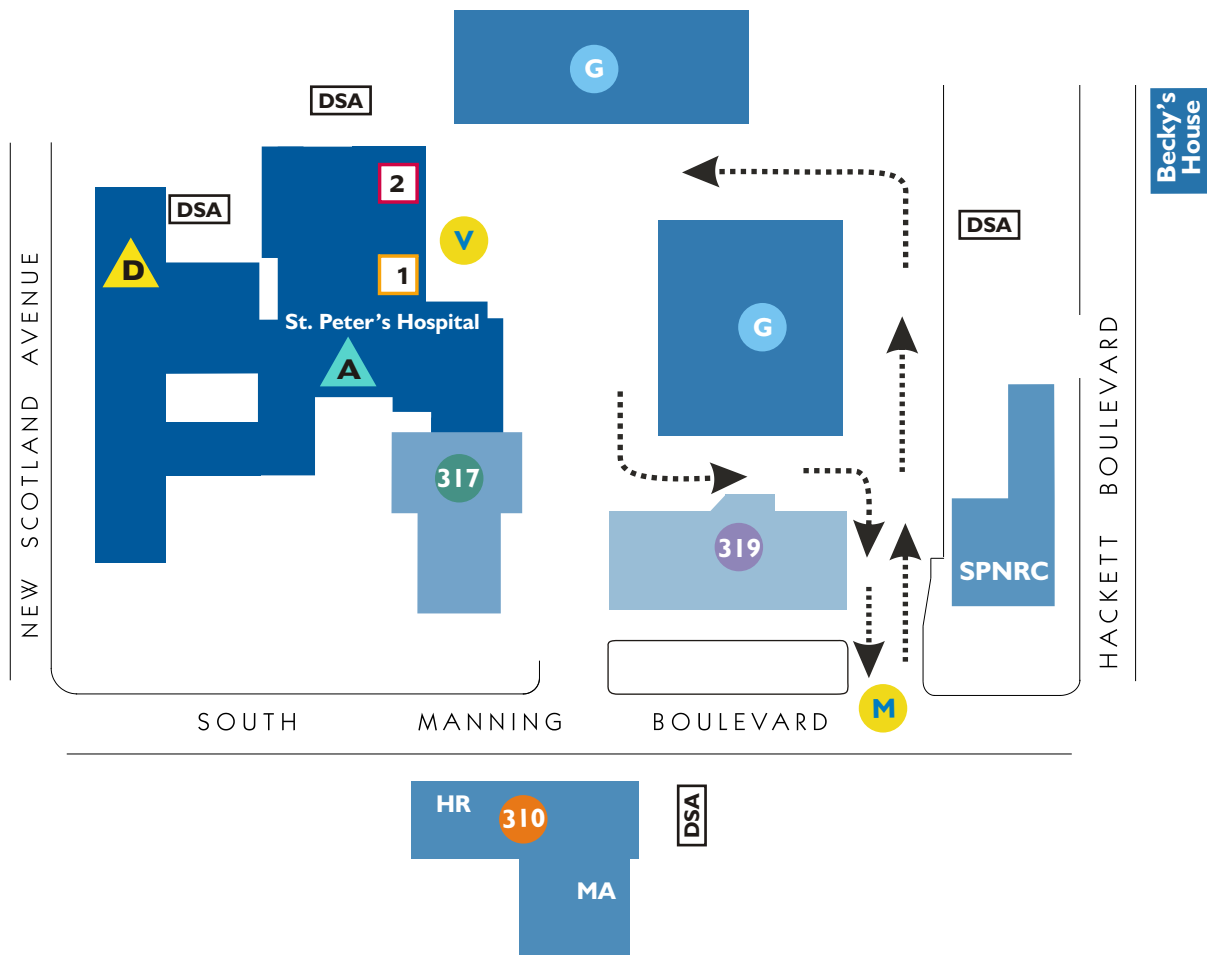 G
DSA
Becky's
House
2
DSA
DSA
V
D
1
St. Peter's Hospital
G
A
NEW SCOTLAND AVENUE
HACKETT BOULEVARD
317
319
SPNRC
M
SOUTH MANNING BOULEVARD
HR
310
DSA
MA